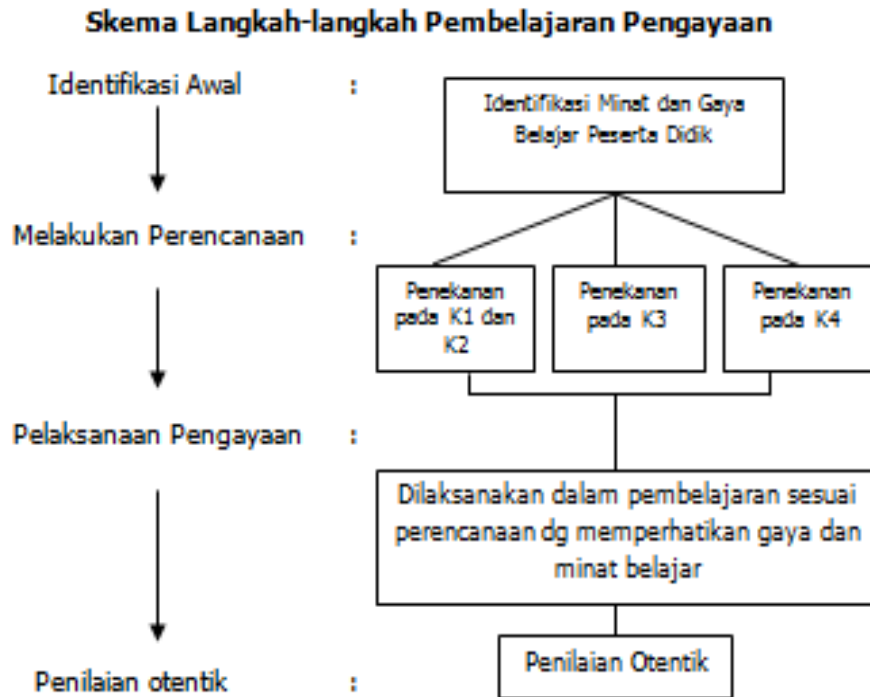 Skema Langkah-langkah Pembelajaran Pengayaan
Identifikasi Awal :
Identifikasi Minat dan Gaya
Belajar Peserta Didik
Melakukan Perencanaan :
Penekanan
pada K1 dan
K2
Penekanan
pada K3
Penekanan
pada K4
Pelaksanaan Pengayaan :
Dilaksanakan dalam pembelajaran sesuai
perencanaan dg memperhatikan gaya dan
minat belajar
Penilaian otentik :
Penilaian Otentik